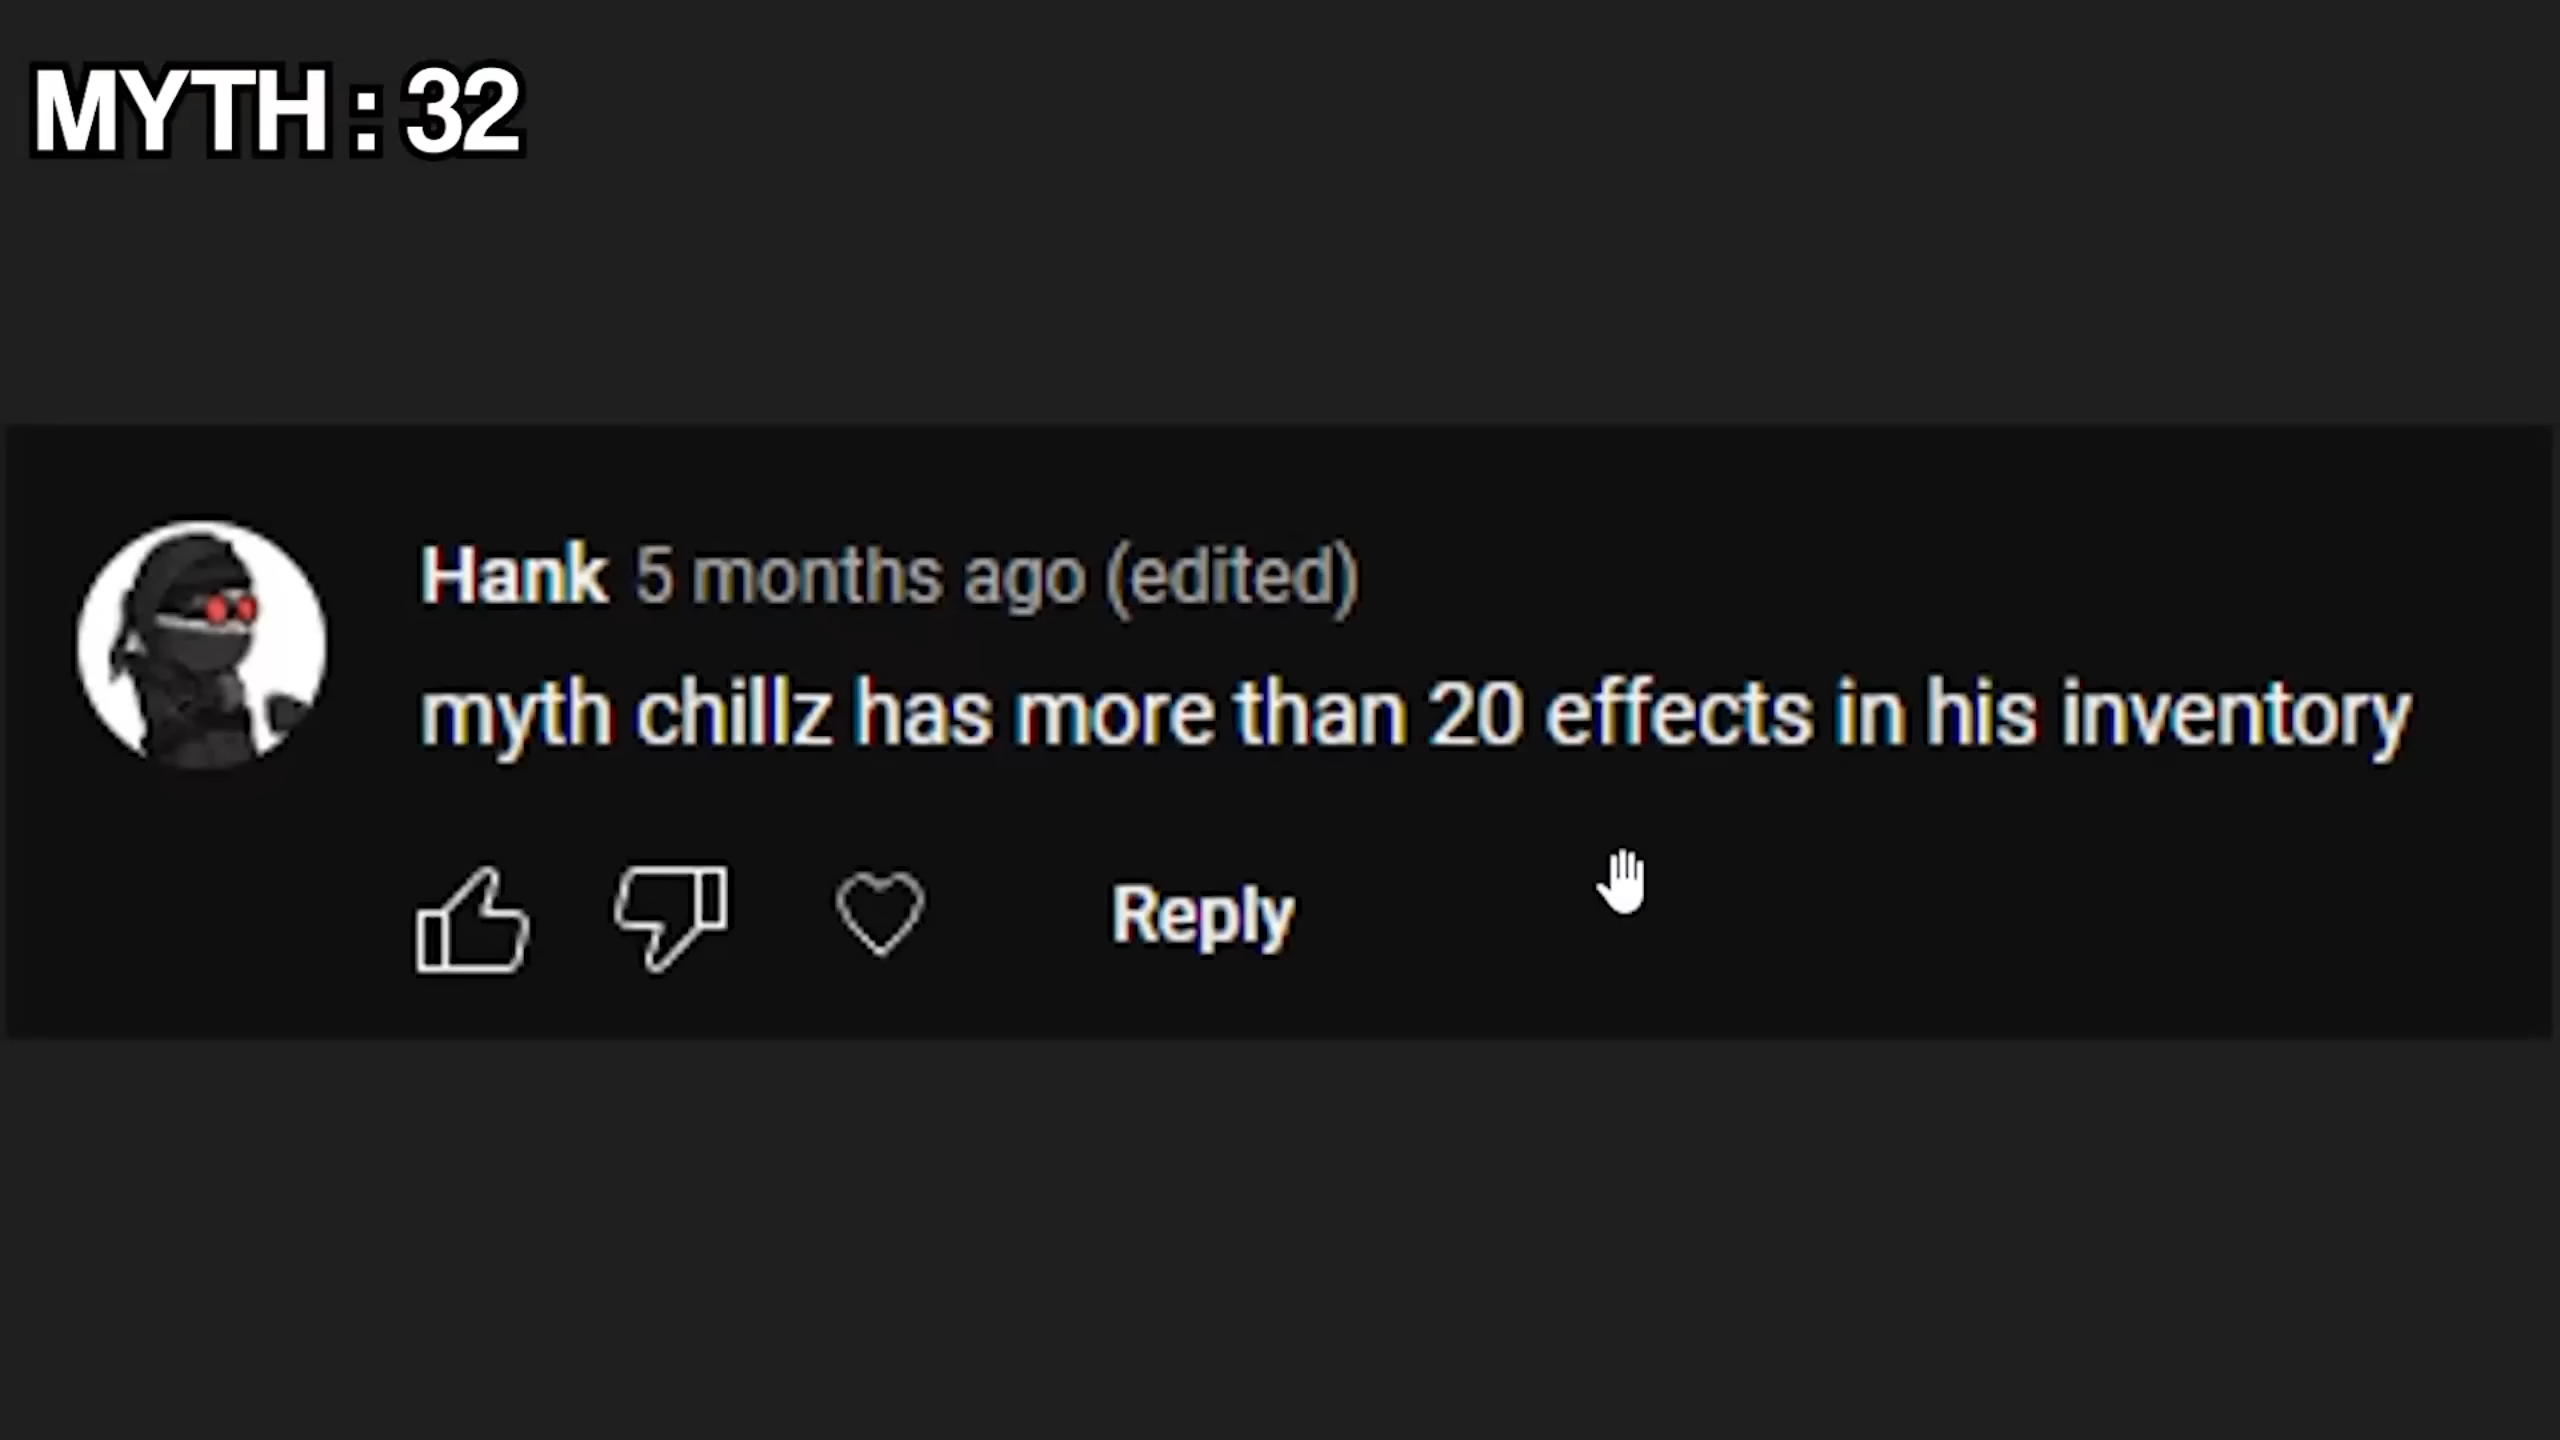 MYTH : 32
Hank 5 months ago (edited)
myth chillz has more than 20 effects in his inventory
Reply